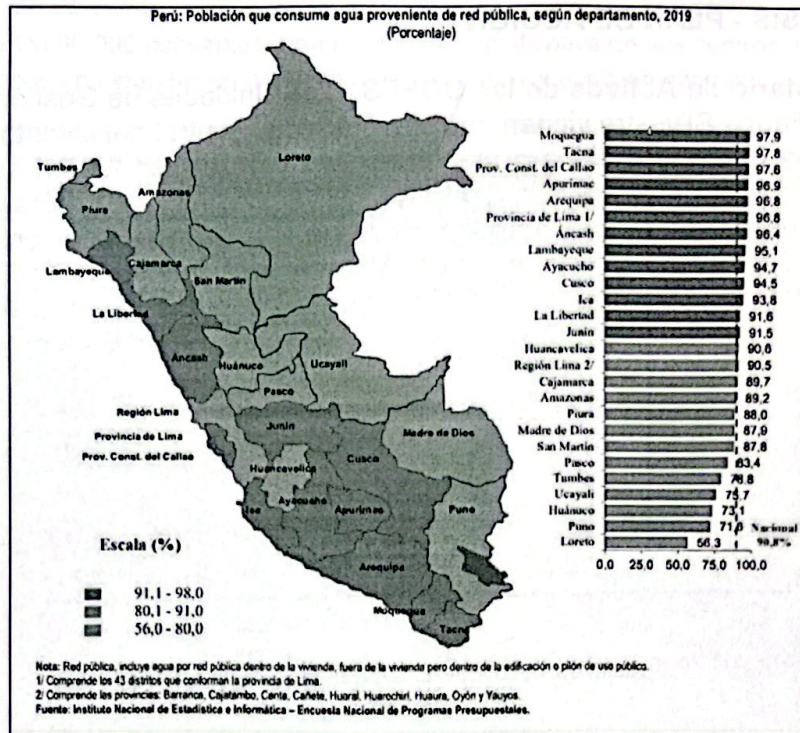 Perú: Población que consume agua proveniente de red pública, según departamento, 2019
(Porcentaje)
Loreto
Tumbes
Amazonas
Piura
Lambayeque
Cajamarca
San Martín
La Libertad
Áncash
Huánuco
Ucayali
Pasco
Región Lima
Junín
Provincia de Lima
Madre de Dios
Prov. Const. del Callao
Cusco
Huancavelica
Ica
Ayacucho
Apurímac
Puno
Arequipa
Moquegua
Tacna
Escala (%)
91,1 - 98,0
80,1 - 91,0
56,0 - 80,0
Moquegua 97,9
Tacna 97,8
Prov. Const. del Callao 97,6
Apurímac 96,9
Arequipa 96,8
Provincia de Lima 1/ 96,8
Áncash 96,4
Lambayeque 95,1
Ayacucho 94,7
Cusco 94,5
Ica 93,8
La Libertad 91,6
Junín 91,5
Huancavelica 90,6
Región Lima 2/ 90,5
Cajamarca 89,7
Amazonas 89,2
Piura 88,0
Madre de Dios 87,9
San Martín 87,8
Pasco 83,4
Tumbes 78,8
Ucayali 75,7
Huánuco 73,1
Puno Nacional
Loreto 56,3 90,8%
0,0 25,0 50,0 75,0 100,0
Nota: Red pública, incluye agua por red pública dentro de la vivienda, fuera de la vivienda pero dentro de la edificación o pilón de uso público.
1/ Comprende los 43 distritos que conforman la provincia de Lima.
2/ Comprende las provincias: Barranca, Cajatambo, Canta, Cañete, Huaral, Huarochirí, Huaura, Oyón y Yauyos.
Fuente: Instituto Nacional de Estadística e Informática – Encuesta Nacional de Programas Presupuestales.